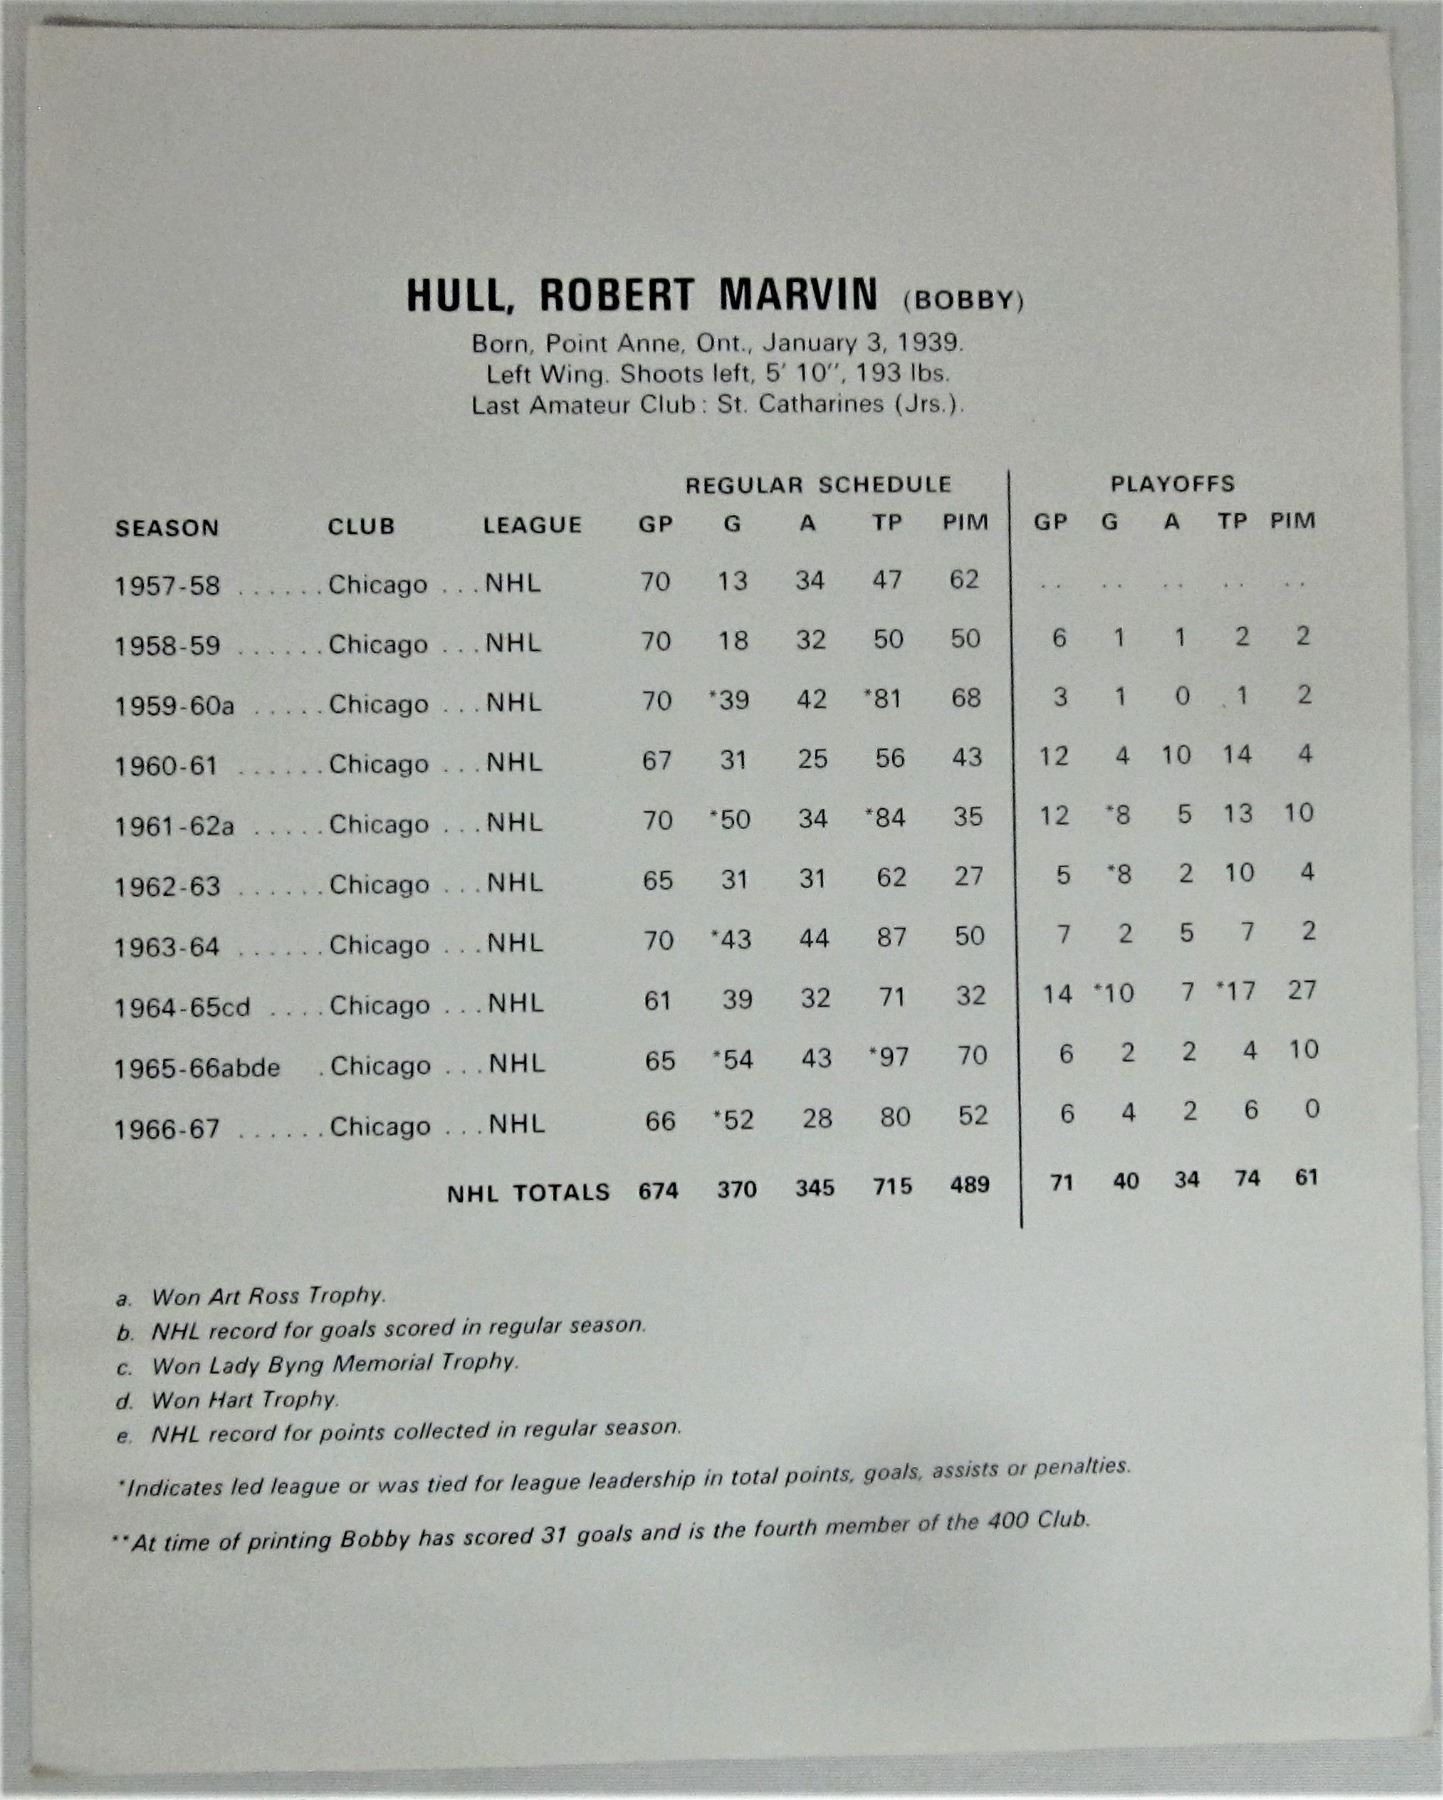 HULL, ROBERT MARVIN (BOBBY)
Born, Point Anne, Ont., January 3, 1939.
Left Wing. Shoots left, 5' 10'', 193 lbs.
Last Amateur Club : St. Catharines (Jrs.).
REGULAR SCHEDULE PLAYOFFS
SEASON CLUB LEAGUE GP G A TP PIM GP G A TP PIM
1957-58 . . . . . . Chicago . . . NHL 70 13 34 47 62 . . . . . . . . . .
1958-59 . . . . . . Chicago . . . NHL 70 18 32 50 50 6 1 1 2 2
1959-60a . . . . . Chicago . . . NHL 70 *39 42 *81 68 3 1 0 1 2
1960-61 . . . . . . Chicago . . . NHL 67 31 25 56 43 12 4 10 14 4
1961-62a . . . . . Chicago . . . NHL 70 *50 34 *84 35 12 *8 5 13 10
1962-63 . . . . . . Chicago . . . NHL 65 31 31 62 27 5 *8 2 10 4
1963-64 . . . . . . Chicago . . . NHL 70 *43 44 87 50 7 2 5 7 2
1964-65cd . . . . Chicago . . . NHL 61 39 32 71 32 14 *10 7 *17 27
1965-66abde . Chicago . . . NHL 65 *54 43 *97 70 6 2 2 4 10
1966-67 . . . . . . Chicago . . . NHL 66 *52 28 80 52 6 4 2 6 0
NHL TOTALS 674 370 345 715 489 71 40 34 74 61
a. Won Art Ross Trophy.
b. NHL record for goals scored in regular season.
c. Won Lady Byng Memorial Trophy.
d. Won Hart Trophy.
e. NHL record for points collected in regular season.
*Indicates led league or was tied for league leadership in total points, goals, assists or penalties.
**At time of printing Bobby has scored 31 goals and is the fourth member of the 400 Club.